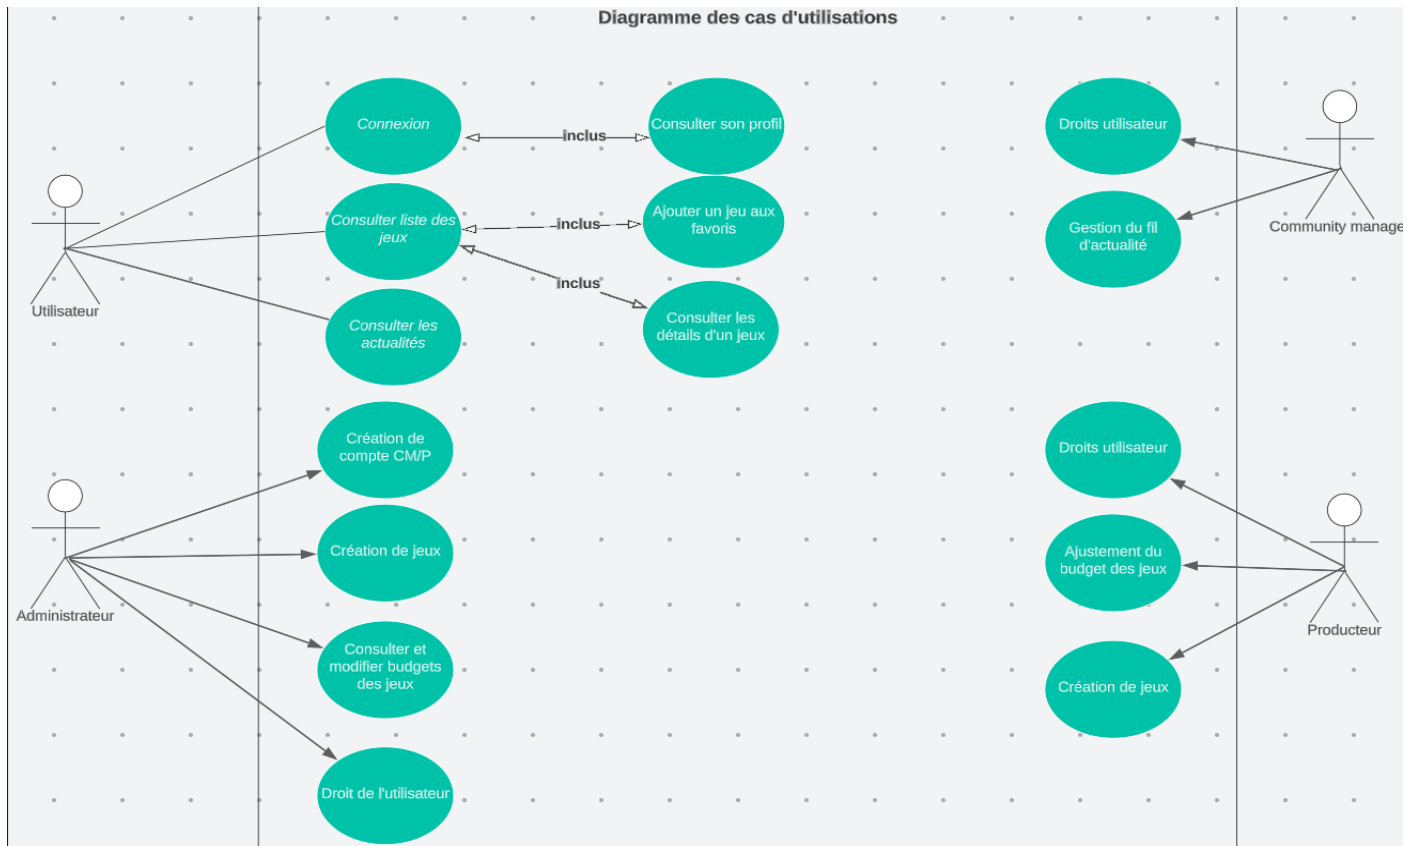 Diagramme des cas d'utilisations
Connexion
inclus
Consulter son profil
Consulter liste des
jeux
inclus
Ajouter un jeu aux
favoris
inclus
Consulter les
détails d'un jeux
Consulter les
actualités
Utilisateur
Droits utilisateur
Gestion du fil
d'actualité
Community manage
Création de
compte CM/P
Création de jeux
Consulter et
modifier budgets
des jeux
Droit de l'utilisateur
Administrateur
Droits utilisateur
Ajustement du
budget des jeux
Création de jeux
Producteur